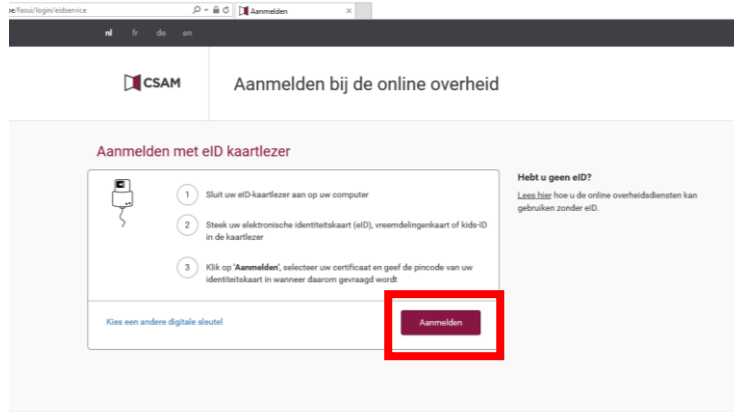 be/fasui/login/eidservice
Aanmelden
nl fr de en
CSAM
Aanmelden bij de online overheid
Aanmelden met eID kaartlezer
1 Sluit uw eID-kaartlezer aan op uw computer
2 Steek uw elektronische identiteitskaart (eID), vreemdelingenkaart of kids-ID
in de kaartlezer
3 Klik op 'Aanmelden', selecteer uw certificaat en geef de pincode van uw
identiteitskaart in wanneer daarom gevraagd wordt
Kies een andere digitale sleutel
Aanmelden
Hebt u geen eID?
Lees hier hoe u de online overheidsdiensten kan
gebruiken zonder eID.